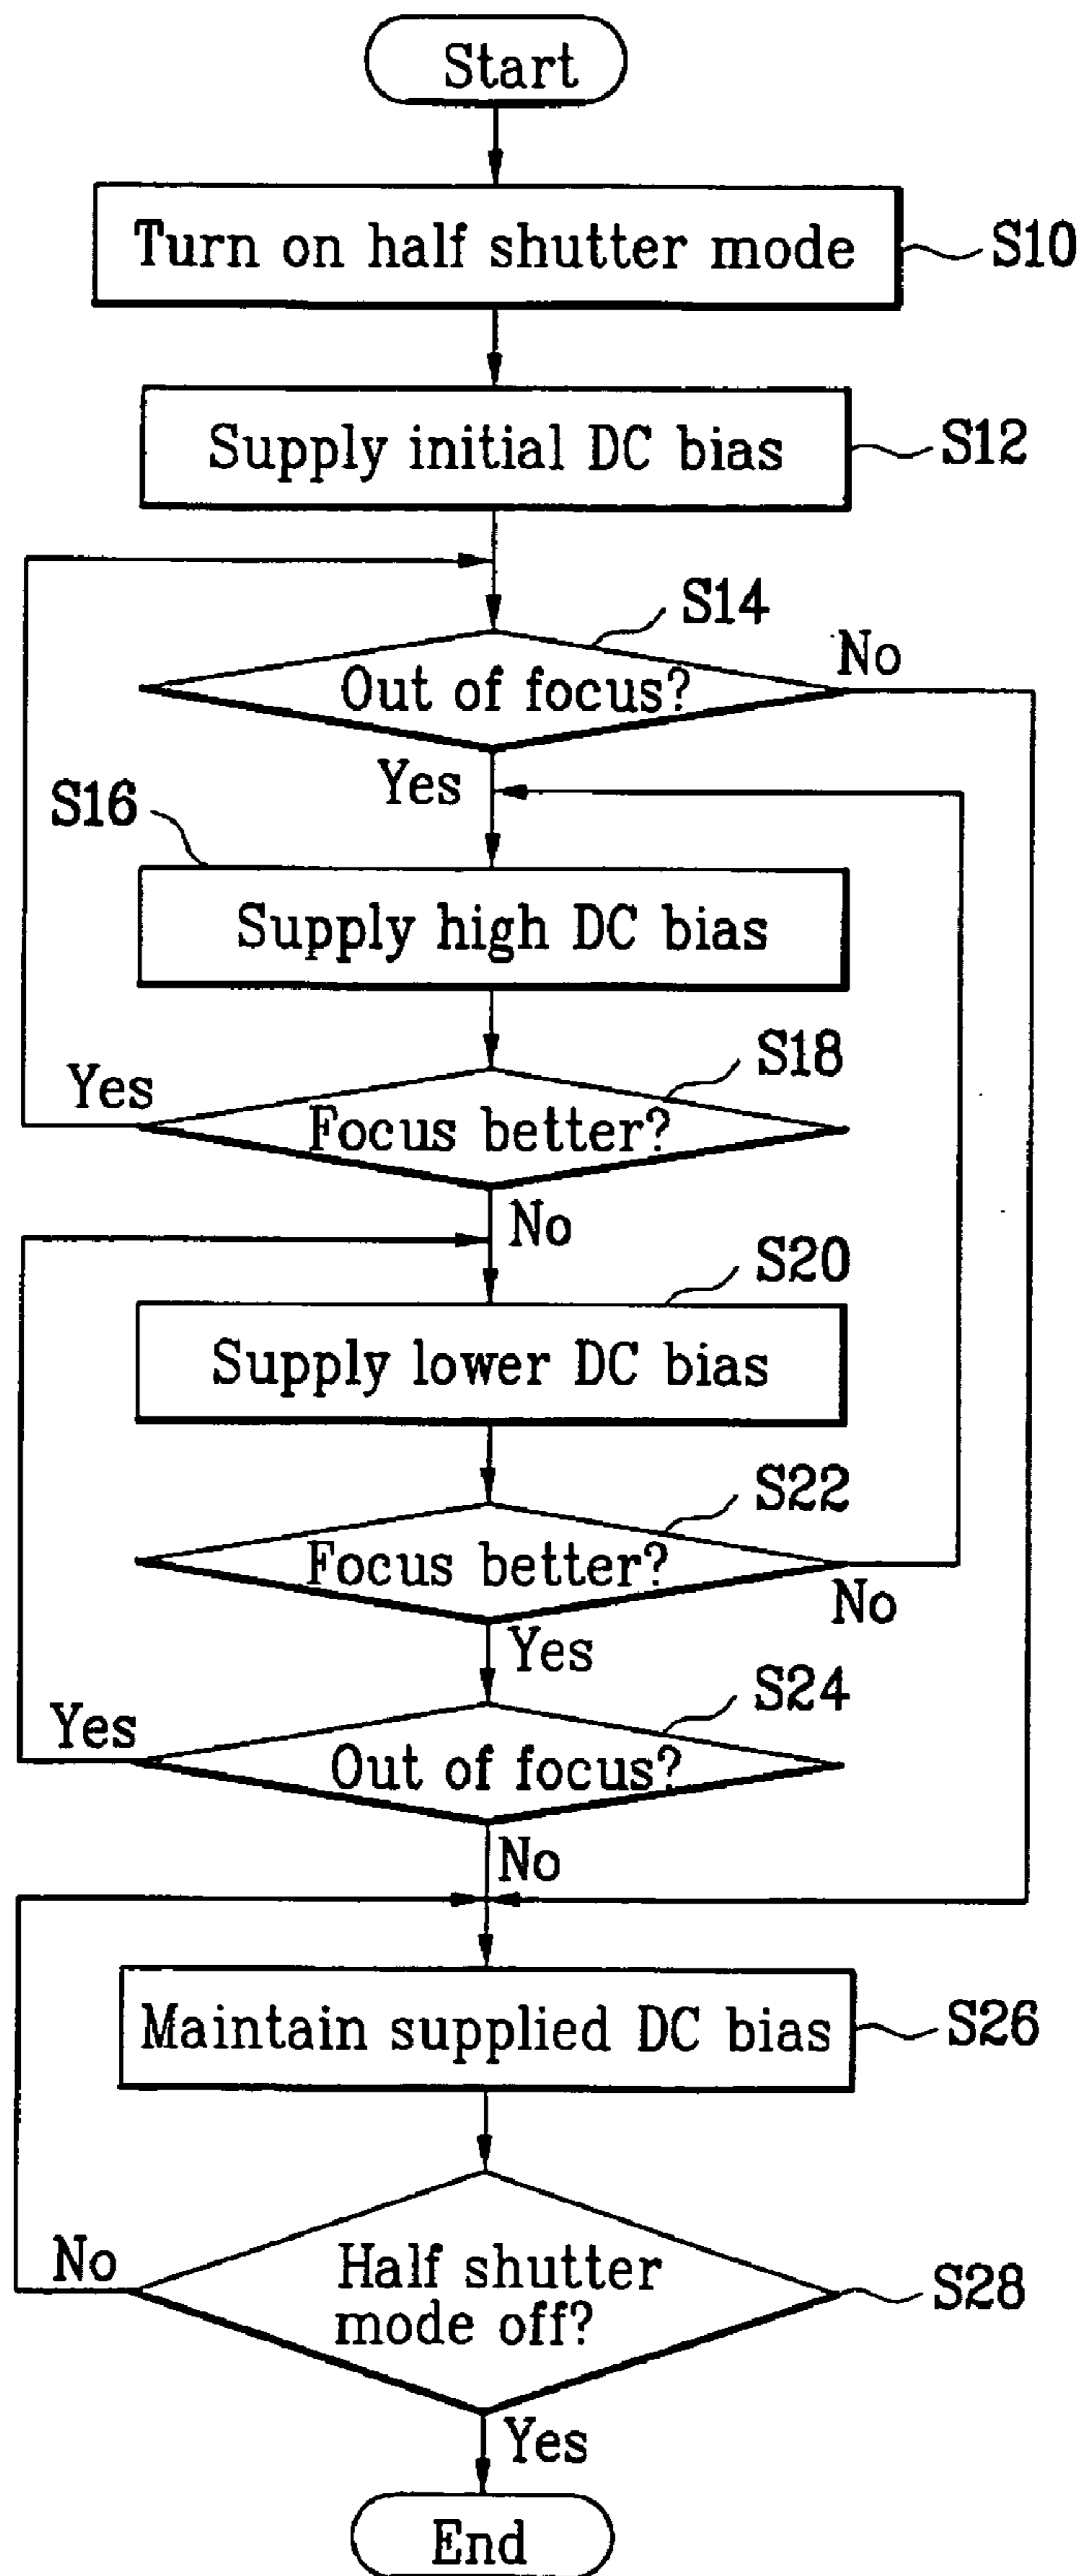 Start
Turn on half shutter mode
S10
Supply initial DC bias
S12
S14
Out of focus?
No
Yes
S16
Supply high DC bias
S18
Yes
Focus better?
No
S20
Supply lower DC bias
S22
Focus better?
No
Yes
S24
Yes
Out of focus?
No
Maintain supplied DC bias
S26
No
Half shutter
mode off?
S28
Yes
End